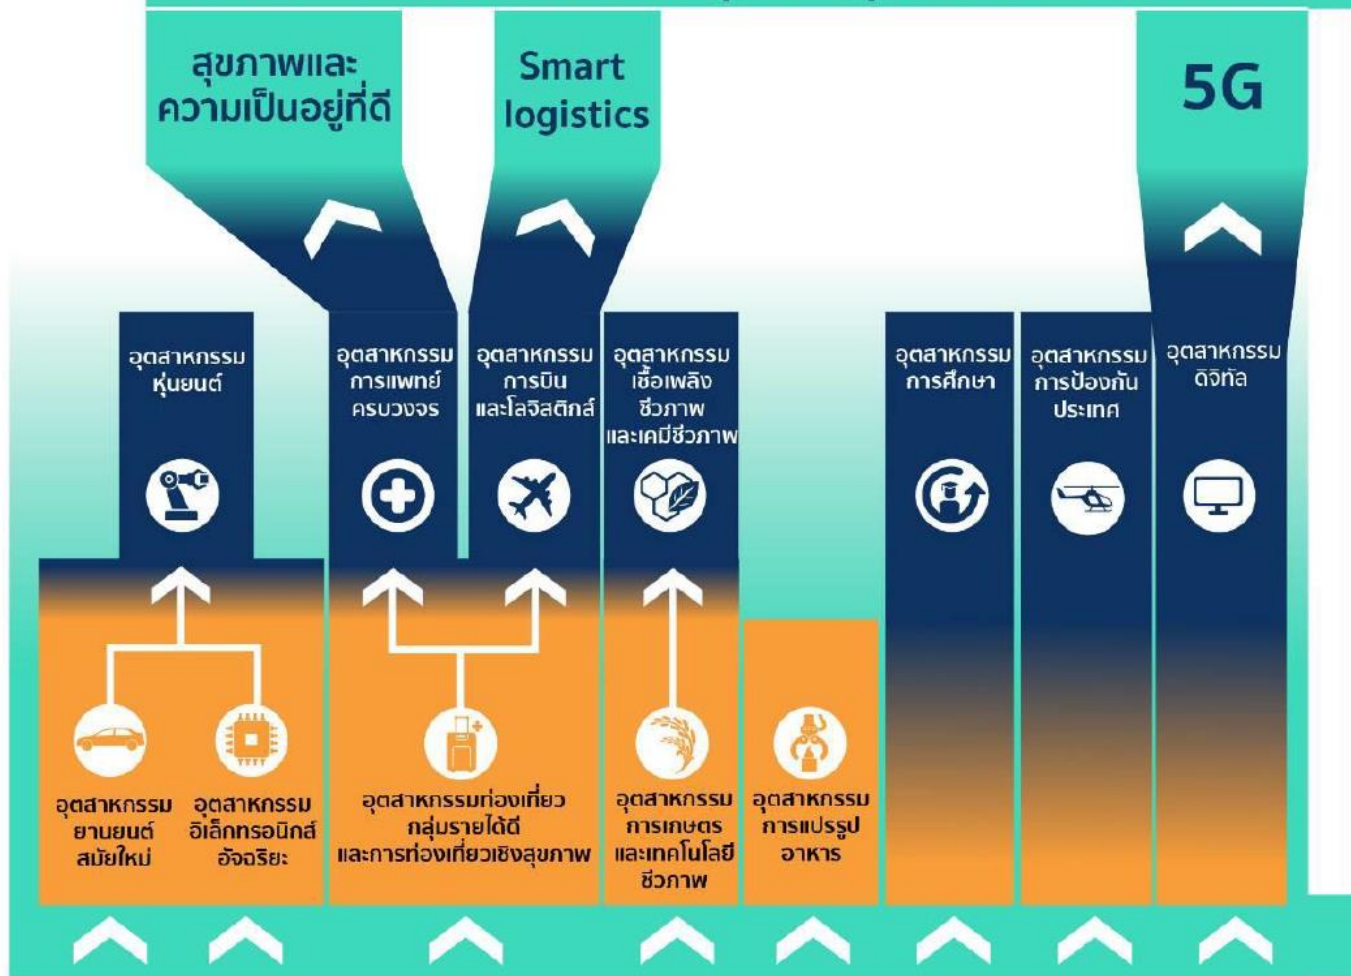 สุขภาพและ
ความเป็นอยู่ที่ดี
Smart
logistics
5G
อุตสาหกรรม
หุ่นยนต์
อุตสาหกรรม
การแพทย์
ครบวงจร
อุตสาหกรรม
การบิน
และโลจิสติกส์
อุตสาหกรรม
เชื้อเพลิง
ชีวภาพ
และเคมีชีวภาพ
อุตสาหกรรม
การศึกษา
อุตสาหกรรม
การป้องกัน
ประเทศ
อุตสาหกรรม
ดิจิทัล
อุตสาหกรรม
ยานยนต์
สมัยใหม่
อุตสาหกรรม
อิเล็กทรอนิกส์
อัจฉริยะ
อุตสาหกรรมท่องเที่ยว
กลุ่มรายได้ดี
และการท่องเที่ยวเชิงสุขภาพ
อุตสาหกรรม
การเกษตร
และเทคโนโลยี
ชีวภาพ
อุตสาหกรรม
การแปรรูป
อาหาร